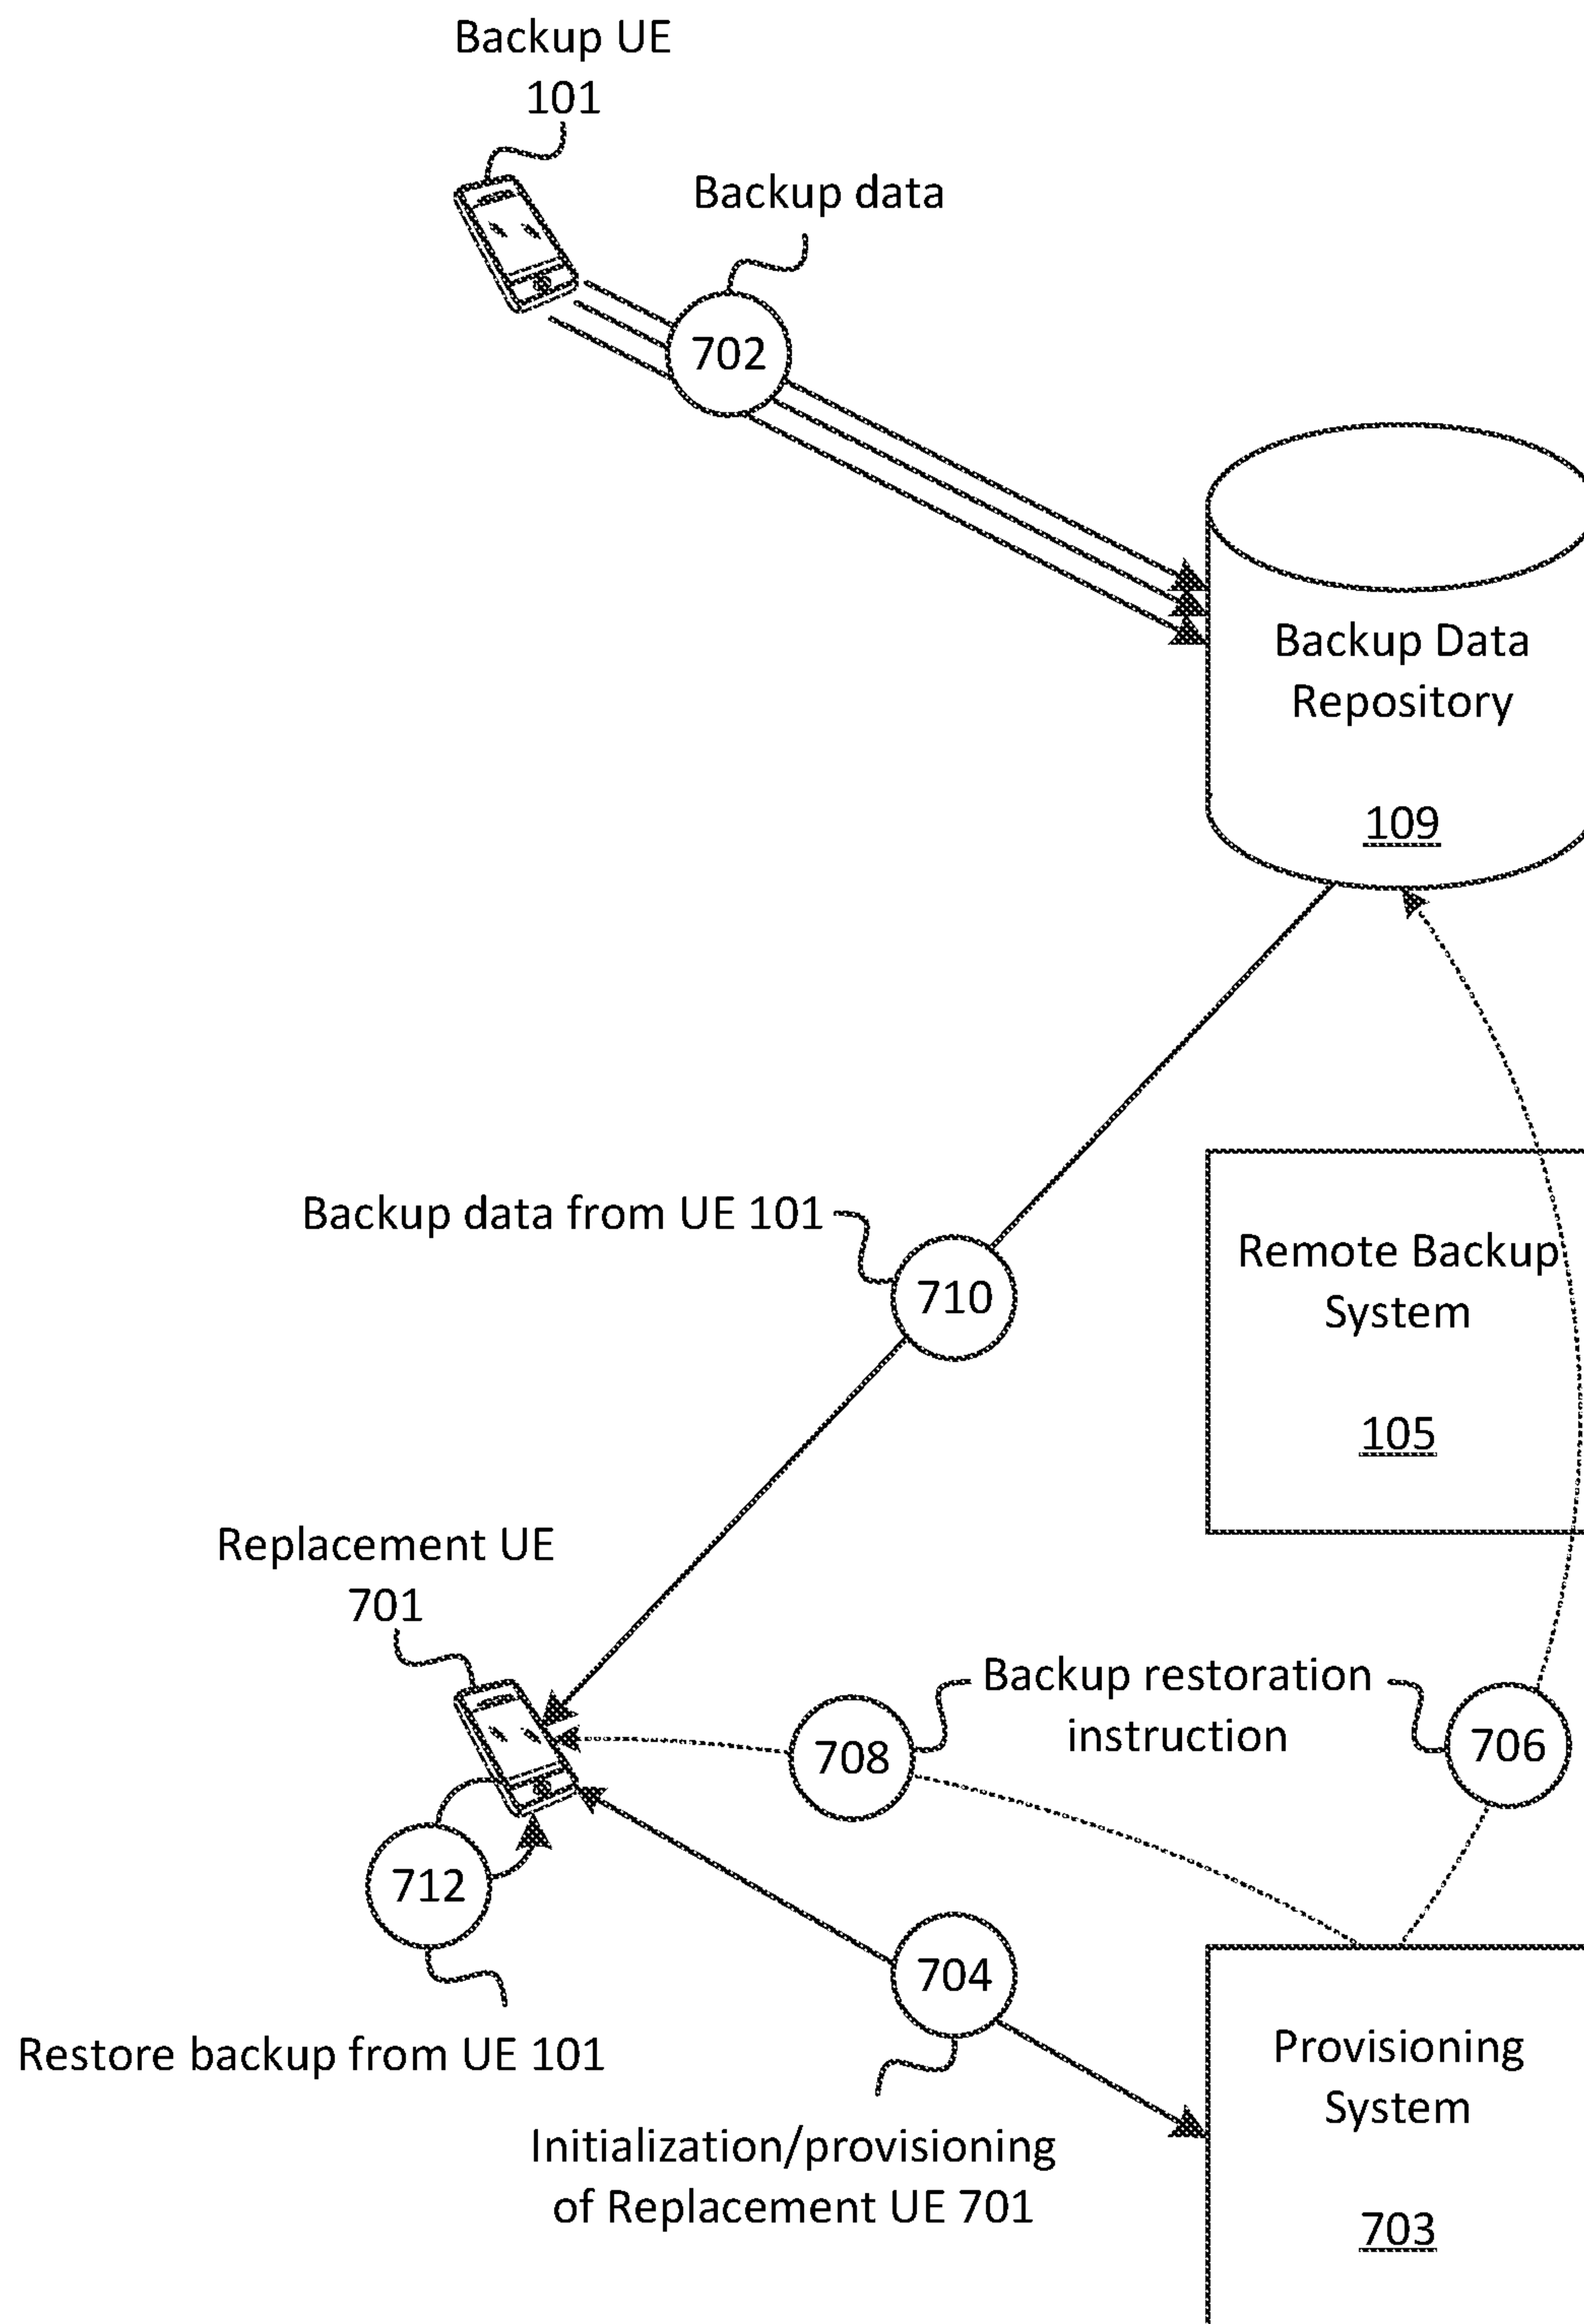 Backup UE
101
Backup data
702
Backup Data
Repository
109
Backup data from UE 101
710
Remote Backup
System
105
Replacement UE
701
Backup restoration
instruction
708
706
712
704
Restore backup from UE 101
Initialization/provisioning
of Replacement UE 701
Provisioning
System
703